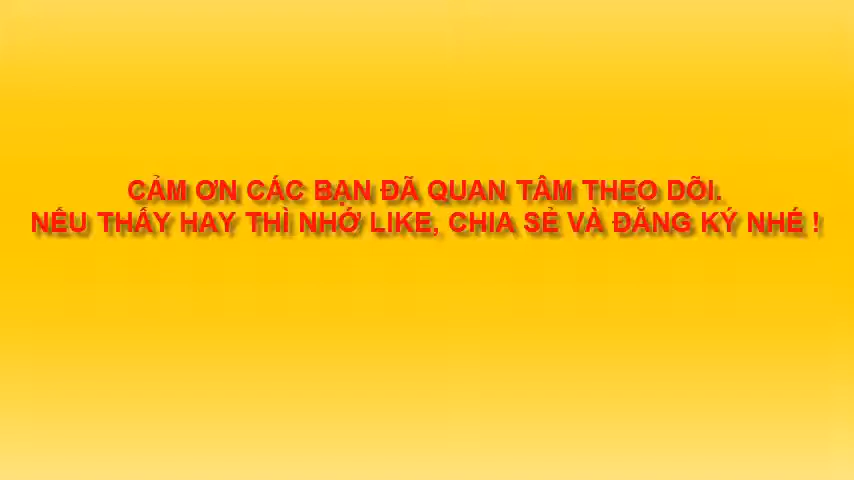 CẢM ƠN CÁC BẠN ĐÃ QUAN TÂM THEO DÕI.
NẾU THẤY HAY THÌ NHỚ LIKE, CHIA SẺ VÀ ĐĂNG KÝ NHÉ !